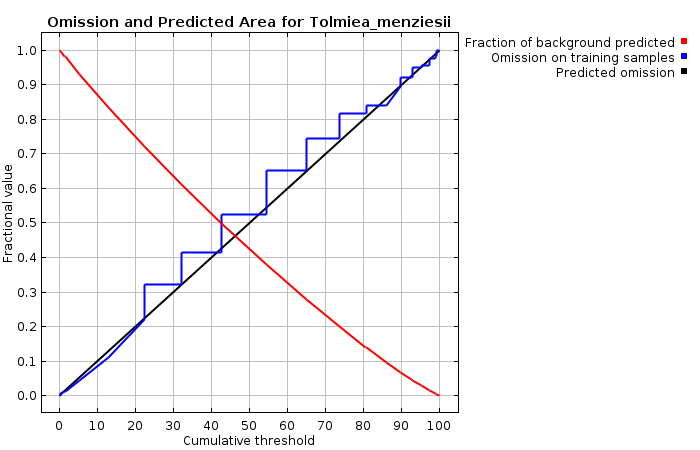 Omission and Predicted Area for Tolmiea_menziesii
Fraction of background predicted
Omission on training samples
Predicted omission
Fractional value
1.0
0.9
0.8
0.7
0.6
0.5
0.4
0.3
0.2
0.1
0.0
0 10 20 30 40 50 60 70 80 90 100
Cumulative threshold